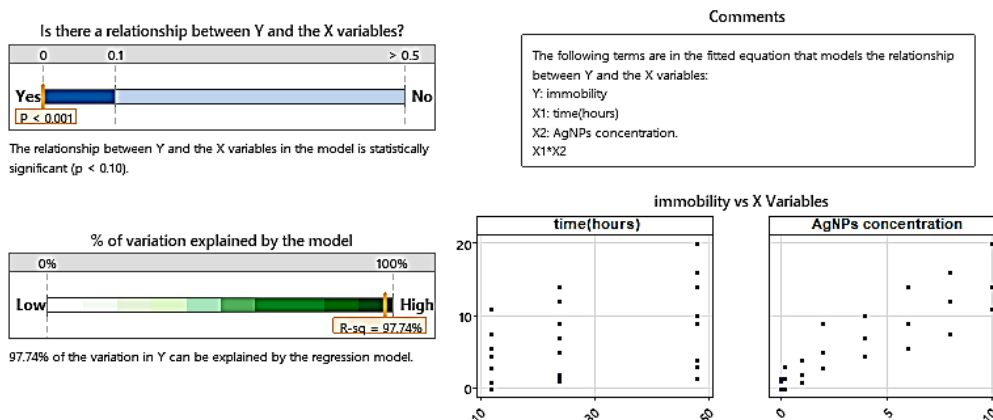 Is there a relationship between Y and the X variables?
0 0.1 > 0.5
Yes No
P < 0.001
The relationship between Y and the X variables in the model is statistically
significant (p < 0.10).
% of variation explained by the model
0% 100%
Low High
R-sq = 97.74%
97.74% of the variation in Y can be explained by the regression model.
Comments
The following terms are in the fitted equation that models the relationship
between Y and the X variables:
Y: immobility
X1: time(hours)
X2: AgNPs concentration.
X1*X2
immobility vs X Variables
time(hours) AgNPs concentration
20
10
0
10 30 50 0 5 10